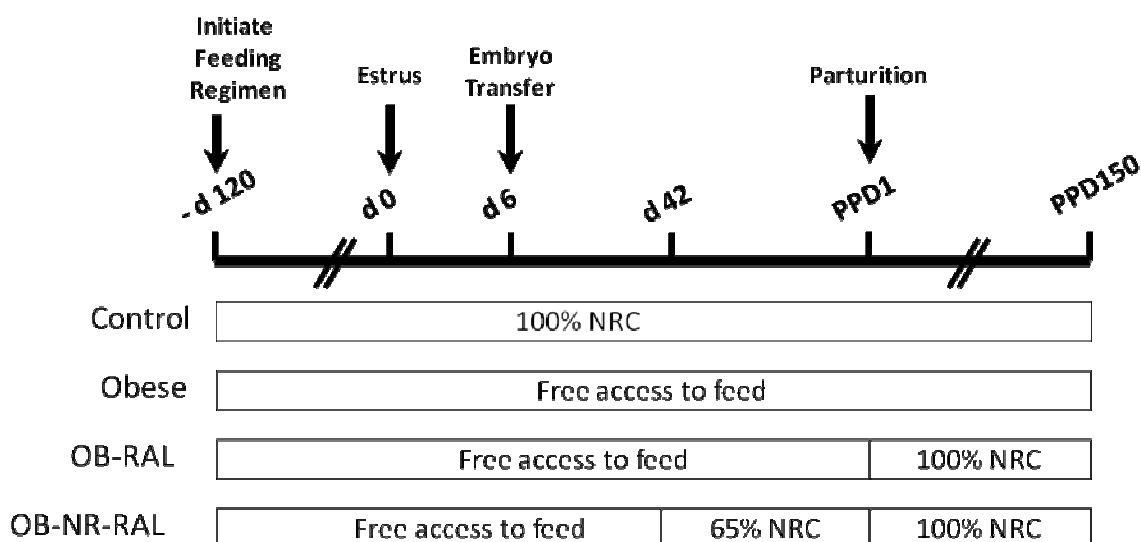 Initiate
Feeding
Regimen
Estrus
Embryo
Transfer
Parturition
- d 120
d 0
d 6
d 42
PPD1
PPD150
Control
100% NRC
Obese
Free access to feed
OB-RAL
Free access to feed
100% NRC
OB-NR-RAL
Free access to feed
65% NRC
100% NRC